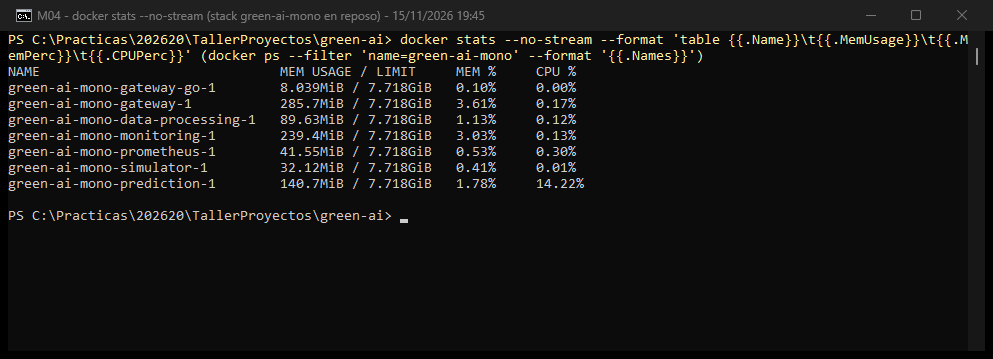 M04 - docker stats --no-stream (stack green-ai-mono en reposo) - 15/11/2026 19:45
PS C:\Practicas\202620\TallerProyectos\green-ai> docker stats --no-stream --format 'table {{.Name}}\t{{.MemUsage}}\t{{.M
emPerc}}\t{{.CPUPerc}}' (docker ps --filter 'name=green-ai-mono' --format '{{.Names}}')
NAME MEM USAGE / LIMIT MEM % CPU %
green-ai-mono-gateway-go-1 8.039MiB / 7.718GiB 0.10% 0.00%
green-ai-mono-gateway-1 285.7MiB / 7.718GiB 3.61% 0.17%
green-ai-mono-data-processing-1 89.63MiB / 7.718GiB 1.13% 0.12%
green-ai-mono-monitoring-1 239.4MiB / 7.718GiB 3.03% 0.13%
green-ai-mono-prometheus-1 41.55MiB / 7.718GiB 0.53% 0.30%
green-ai-mono-simulator-1 32.12MiB / 7.718GiB 0.41% 0.01%
green-ai-mono-prediction-1 140.7MiB / 7.718GiB 1.78% 14.22%
PS C:\Practicas\202620\TallerProyectos\green-ai>